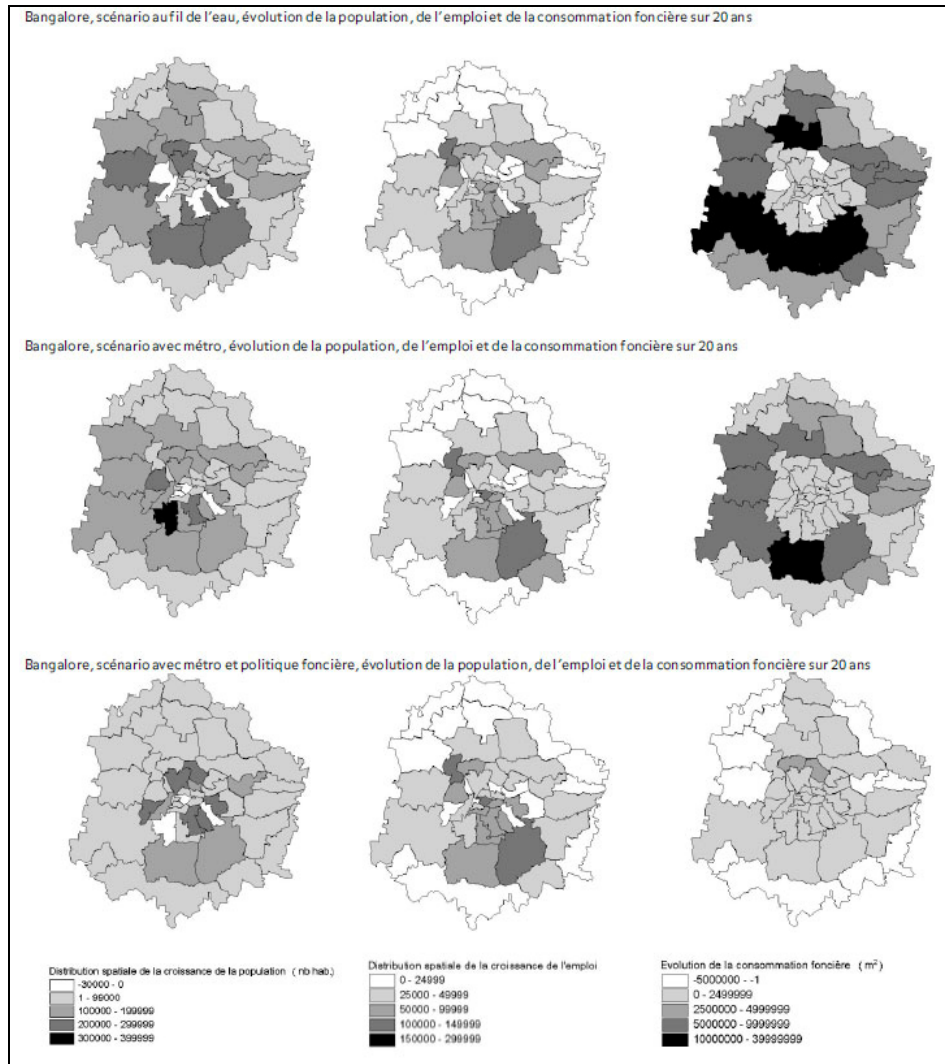 Bangalore, scénario au fil de l'eau, évolution de la population, de l'emploi et de la consommation foncière sur 20 ans
Bangalore, scénario avec métro, évolution de la population, de l'emploi et de la consommation foncière sur 20 ans
Bangalore, scénario avec métro et politique foncière, évolution de la population, de l'emploi et de la consommation foncière sur 20 ans
Distribution spatiale de la croissance de la population ( nb hab.)
-30000 - 0
1 - 99000
100000 - 199999
200000 - 299999
300000 - 399999
Distribution spatiale de la croissance de l'emploi
0 - 24999
25000 - 49999
50000 - 99999
100000 - 149999
150000 - 299999
Evolution de la consommation foncière ( m²)
-5000000 - -1
0 - 2499999
2500000 - 4999999
5000000 - 9999999
10000000 - 39999999